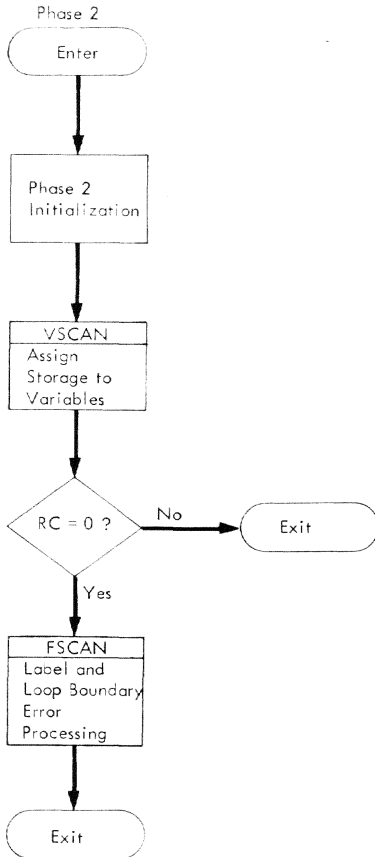 Phase 2
Enter
Phase 2
Initialization
VSCAN
Assign
Storage to
Variables
RC = 0 ?
No
Exit
Yes
FSCAN
Label and
Loop Boundary
Error
Processing
Exit